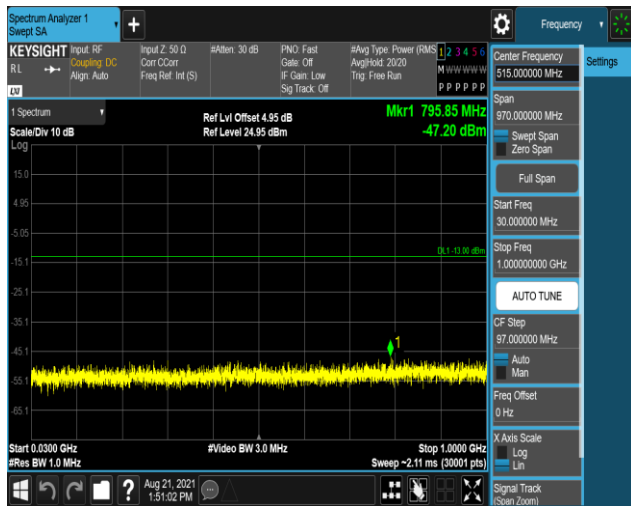 Spectrum Analyzer 1
Swept SA
+
Frequency
KEYSIGHT
RL
Input: RF
Coupling: DC
Align: Auto
Input Z: 50 Ω
Corr CCorr
Freq Ref: Int (S)
#Atten: 30 dB
PNO: Fast
Gate: Off
IF Gain: Low
Sig Track: Off
#Avg Type: Power (RMS
Avg|Hold: 20/20
Trig: Free Run
1 2 3 4 5 6
M W W W W W
P P P P P P
LXI
1 Spectrum
Scale/Div 10 dB
Log
Ref Lvl Offset 4.95 dB
Ref Level 24.95 dBm
Mkr1 795.85 MHz
-47.20 dBm
15.0
4.95
-5.05
DL1 -13.00 dBm
-15.1
-25.1
-35.1
-45.1
1
-55.1
-65.1
Start 0.0300 GHz
#Video BW 3.0 MHz
Stop 1.0000 GHz
#Res BW 1.0 MHz
Sweep ~2.11 ms (30001 pts)
?
Aug 21, 2021
1:51:02 PM
Center Frequency
515.000000 MHz
Settings
Span
970.000000 MHz
Swept Span
Zero Span
Full Span
Start Freq
30.000000 MHz
Stop Freq
1.000000000 GHz
AUTO TUNE
CF Step
97.000000 MHz
Auto
Man
Freq Offset
0 Hz
X Axis Scale
Log
Lin
Signal Track
(Span Zoom)